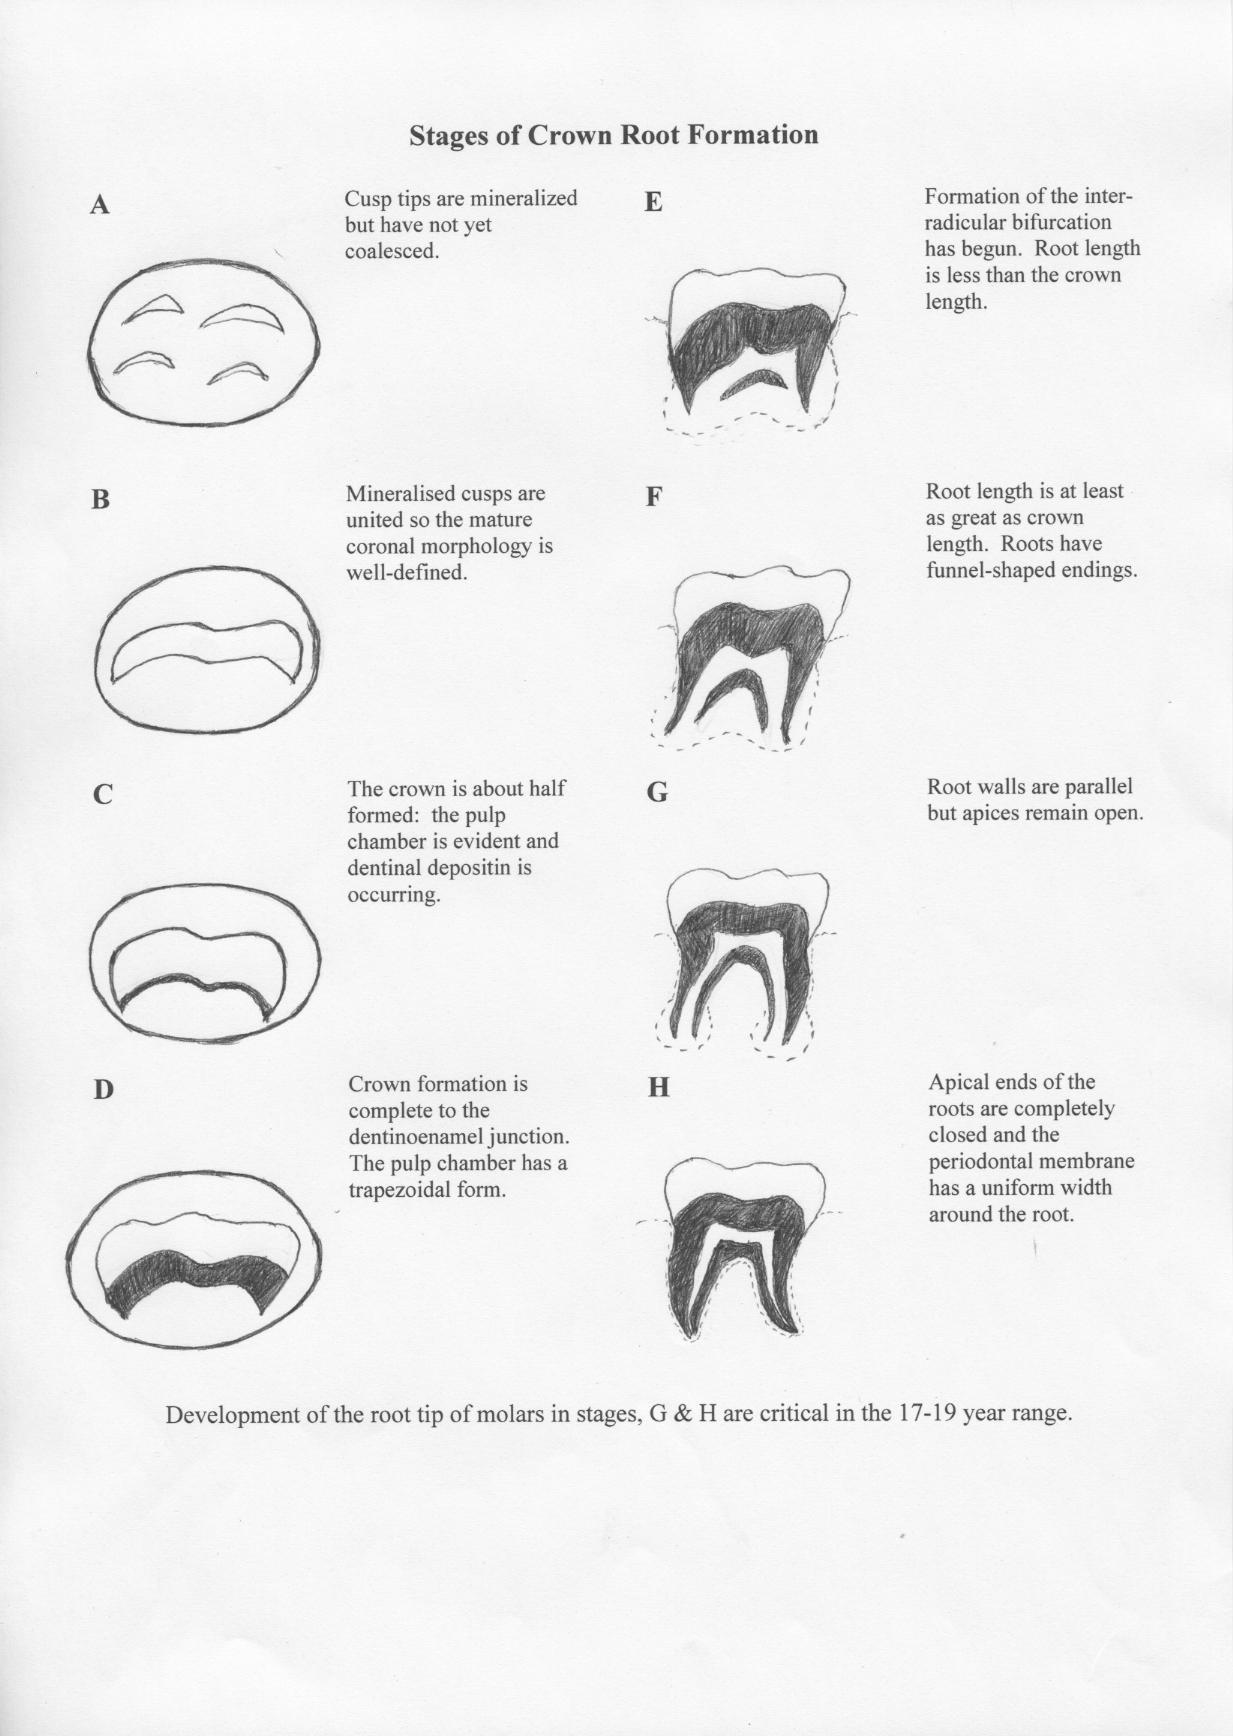 Stages of Crown Root Formation
A
Cusp tips are mineralized
but have not yet
coalesced.
B
Mineralised cusps are
united so the mature
coronal morphology is
well-defined.
C
The crown is about half
formed: the pulp
chamber is evident and
dentinal depositin is
occurring.
D
Crown formation is
complete to the
dentinoenamel junction.
The pulp chamber has a
trapezoidal form.
E
Formation of the inter-
radicular bifurcation
has begun. Root length
is less than the crown
length.
F
Root length is at least
as great as crown
length. Roots have
funnel-shaped endings.
G
Root walls are parallel
but apices remain open.
H
Apical ends of the
roots are completely
closed and the
periodontal membrane
has a uniform width
around the root.
Development of the root tip of molars in stages, G & H are critical in the 17-19 year range.